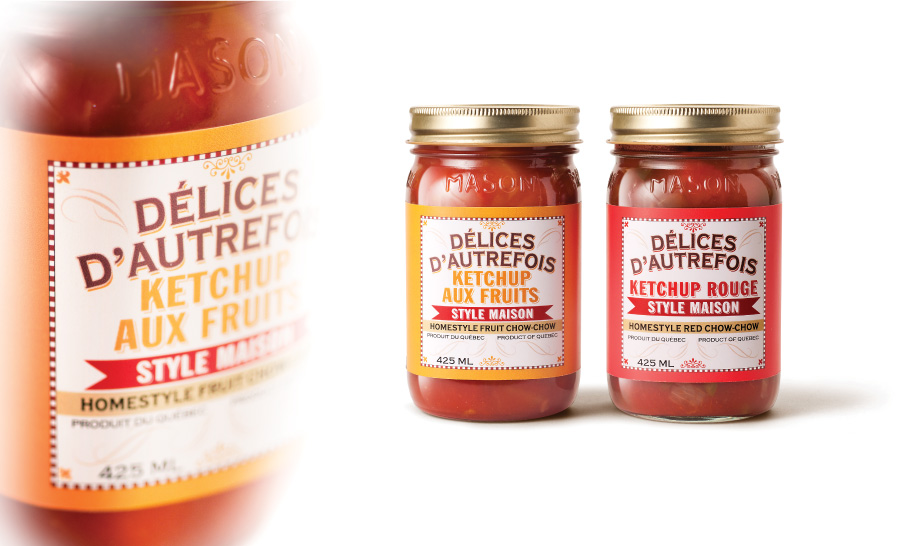 MASON
DÉLICES
D'AUTREFOIS
KETCHUP
AUX FRUITS
STYLE MAISON
HOMESTYLE FRUIT CHOW-CHOW
PRODUIT DU QUÉBEC
425 ML
MASON
DÉLICES
D'AUTREFOIS
KETCHUP
AUX FRUITS
STYLE MAISON
HOMESTYLE FRUIT CHOW-CHOW
PRODUIT DU QUÉBEC PRODUCT OF QUÉBEC
425 ML
MASON
DÉLICES
D'AUTREFOIS
KETCHUP ROUGE
STYLE MAISON
HOMESTYLE RED CHOW-CHOW
PRODUIT DU QUÉBEC PRODUCT OF QUÉBEC
425 ML